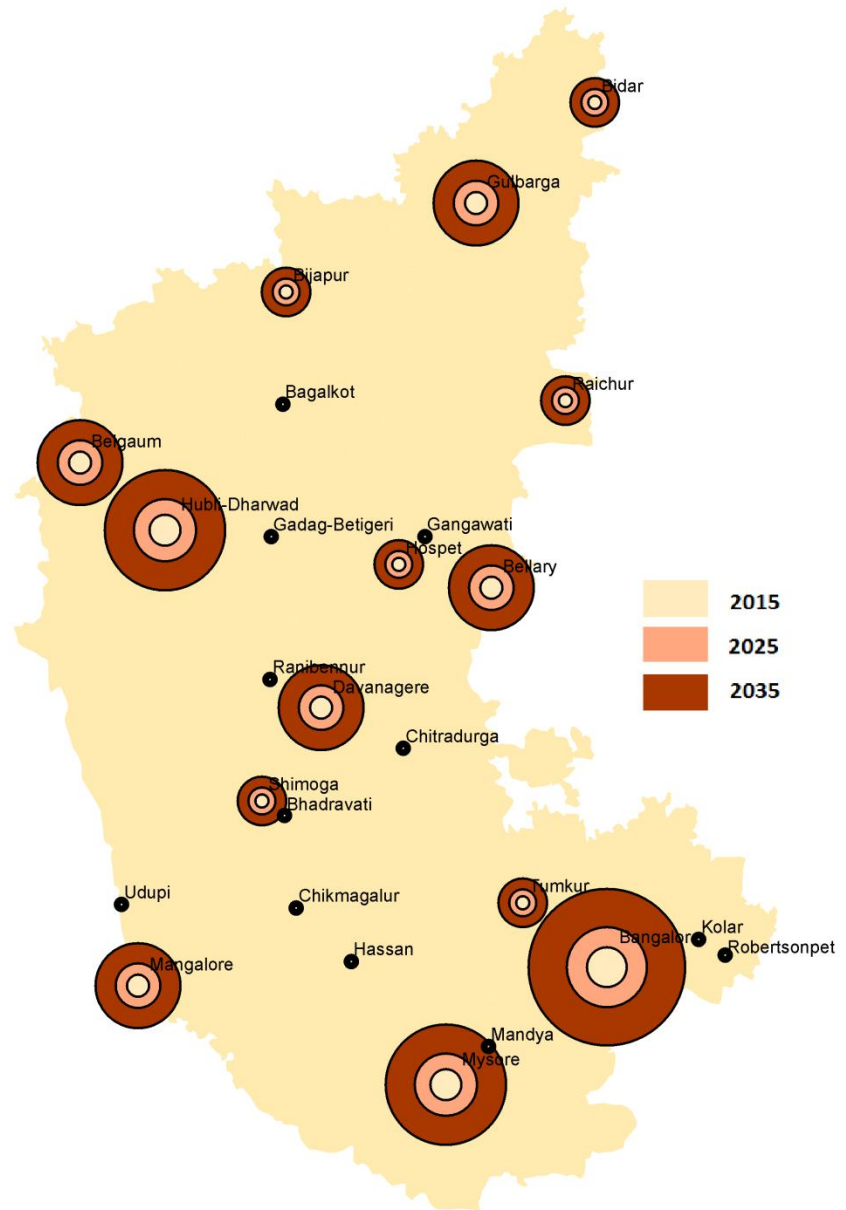 Bidar
Gulbarga
Bijapur
Raichur
Bagalkot
Belgaum
Hubli-Dharwad
Gadag-Betigeri
Gangawati
Hospet
Bellary
2015
2025
2035
Ranibennur
Davanagere
Chitradurga
Shimoga
Bhadravati
Tumkur
Udupi
Chikmagalur
Bangalor
Kolar
Robertsonpet
Hassan
Mangalore
Mandya
Mysore